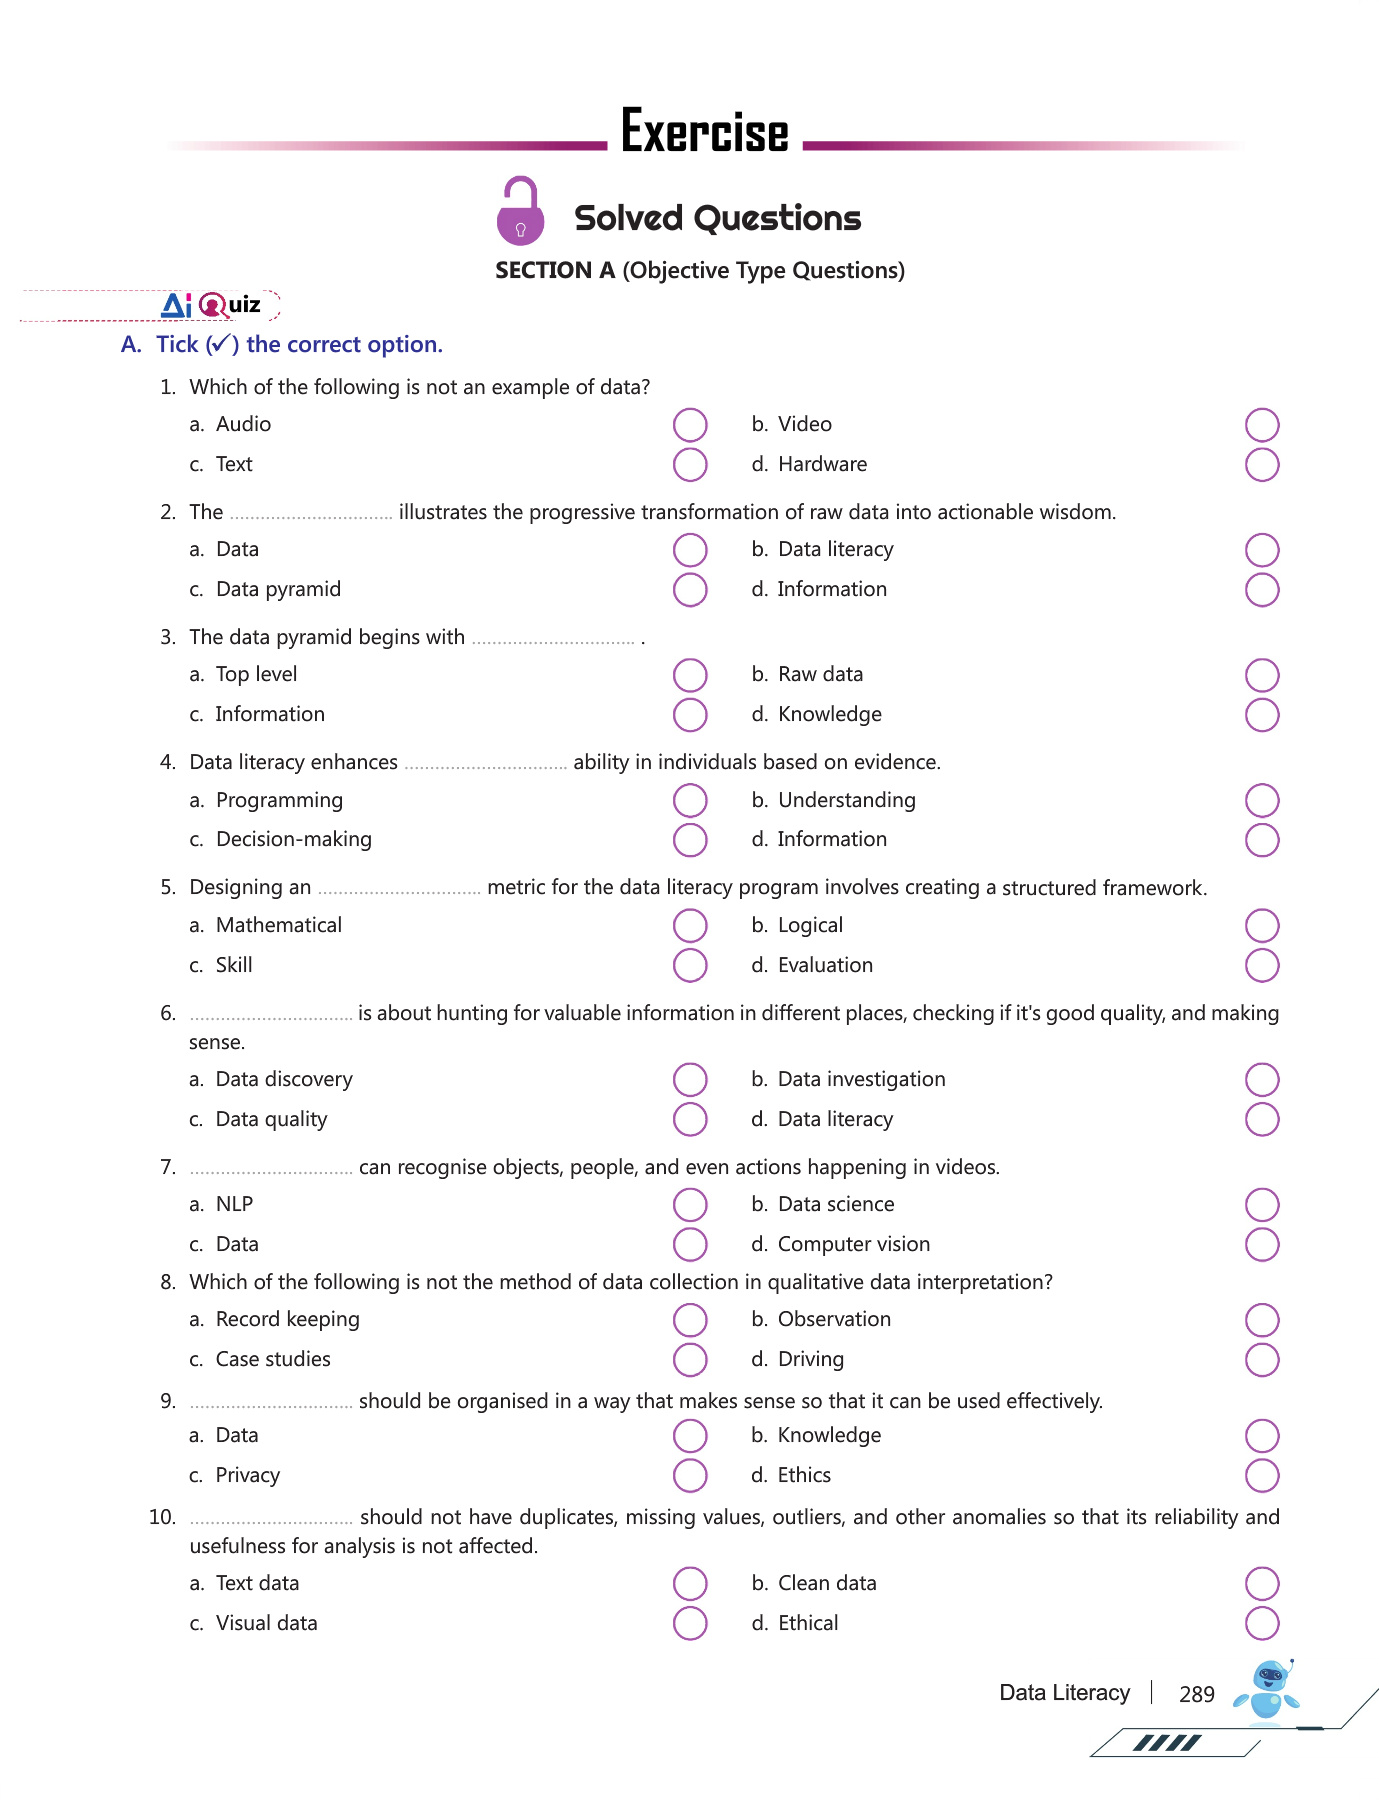 Exercise
Solved Questions
SECTION A (Objective Type Questions)
Ai Quiz
A. Tick (✓) the correct option.
1. Which of the following is not an example of data?
a. Audio b. Video
c. Text d. Hardware
2. The ................................ illustrates the progressive transformation of raw data into actionable wisdom.
a. Data b. Data literacy
c. Data pyramid d. Information
3. The data pyramid begins with ................................ .
a. Top level b. Raw data
c. Information d. Knowledge
4. Data literacy enhances ................................ ability in individuals based on evidence.
a. Programming b. Understanding
c. Decision-making d. Information
5. Designing an ................................ metric for the data literacy program involves creating a structured framework.
a. Mathematical b. Logical
c. Skill d. Evaluation
6. ................................ is about hunting for valuable information in different places, checking if it's good quality, and making
sense.
a. Data discovery b. Data investigation
c. Data quality d. Data literacy
7. ................................ can recognise objects, people, and even actions happening in videos.
a. NLP b. Data science
c. Data d. Computer vision
8. Which of the following is not the method of data collection in qualitative data interpretation?
a. Record keeping b. Observation
c. Case studies d. Driving
9. ................................ should be organised in a way that makes sense so that it can be used effectively.
a. Data b. Knowledge
c. Privacy d. Ethics
10. ................................ should not have duplicates, missing values, outliers, and other anomalies so that its reliability and
usefulness for analysis is not affected.
a. Text data b. Clean data
c. Visual data d. Ethical
Data Literacy 289